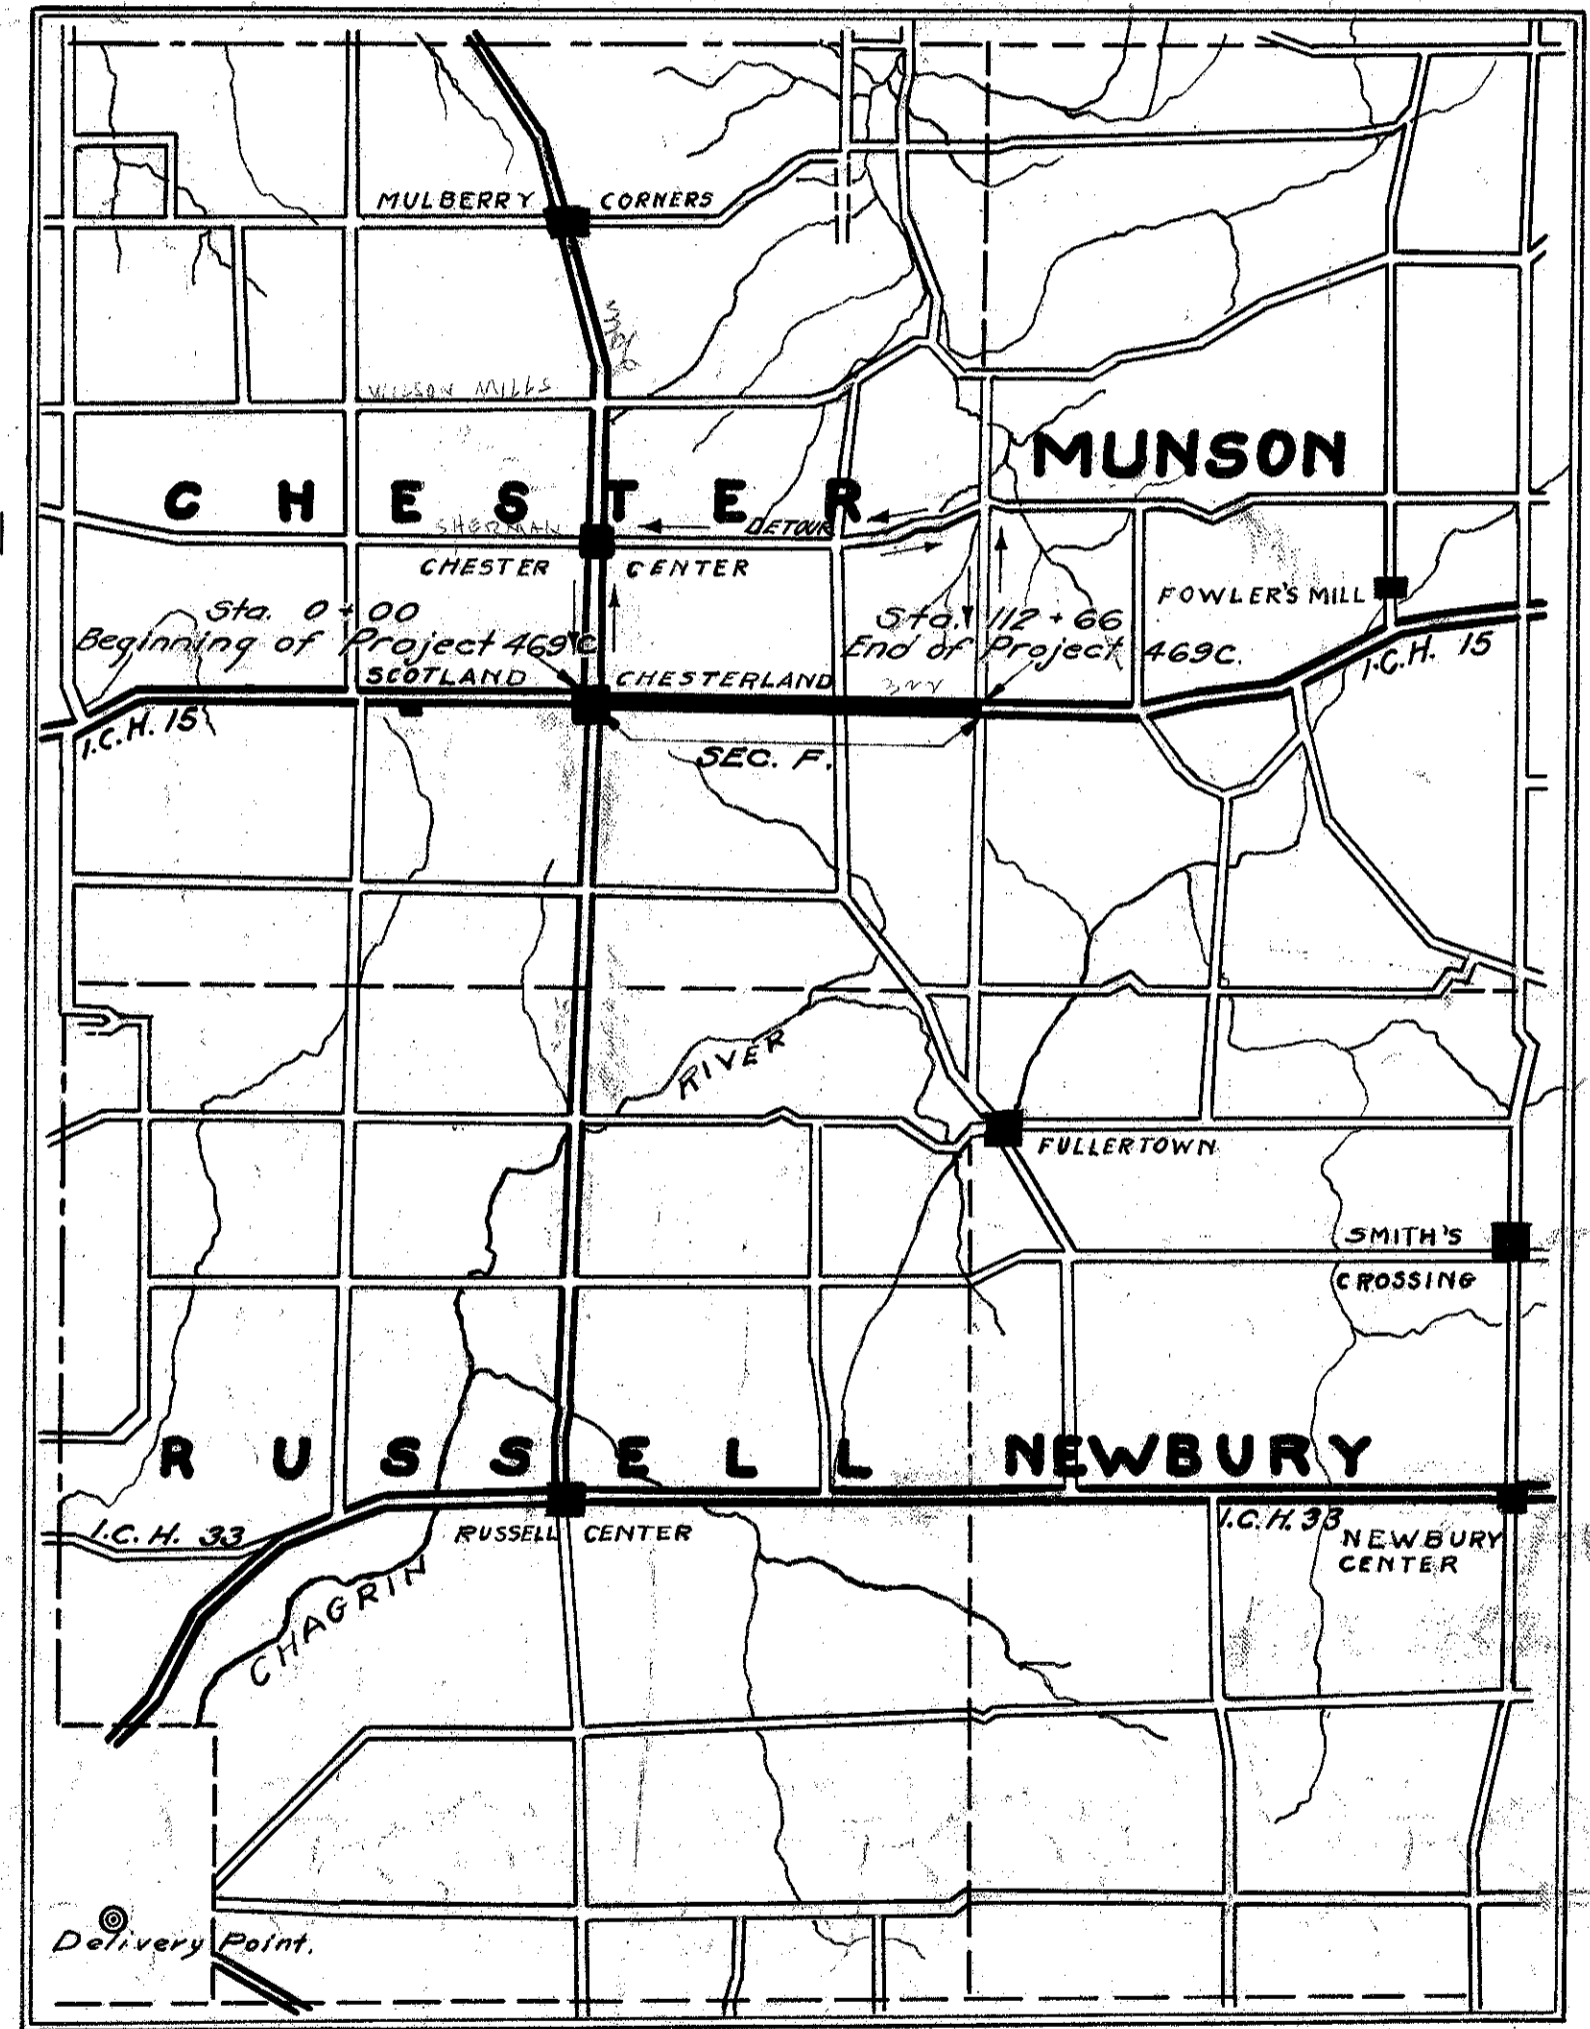 MULBERRY CORNERS
WILSON MILLS
MUNSON
CHESTER
SHERMAN
DETOUR
CHESTER CENTER
FOWLER'S MILL
Sta. 0+00
Beginning of Project 469C
Sta. 112+66
End of Project 469C.
I.C.H. 15
SCOTLAND
CHESTERLAND
I.C.H. 15
SEC. F.
RIVER
FULLERTOWN
SMITH'S
CROSSING
RUSSELL
NEWBURY
I.C.H. 33
RUSSELL CENTER
I.C.H. 33
NEWBURY
CENTER
CHAGRIN
Delivery Point.